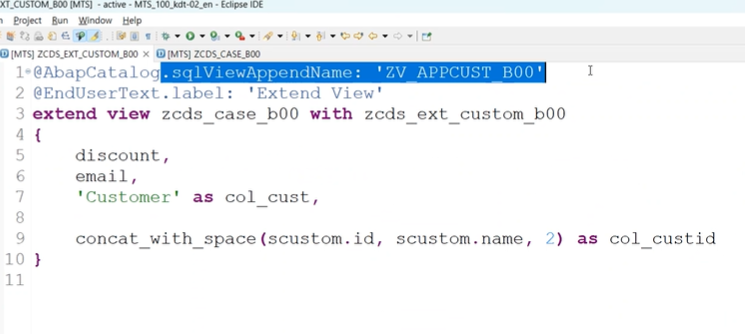 XT_CUSTOM_B00 [MTS] - active - MTS_100_kdt-02_en - Eclipse IDE
Project Run Window Help
[MTS] ZCDS_EXT_CUSTOM_B00 [MTS] ZCDS_CASE_B00
1 @AbapCatalog.sqlViewAppendName: 'ZV_APPCUST_B00'
2 @EndUserText.label: 'Extend View'
3 extend view zcds_case_b00 with zcds_ext_custom_b00
4 {
5 discount,
6 email,
7 'Customer' as col_cust,
8
9 concat_with_space(scustom.id, scustom.name, 2) as col_custid
10 }
11